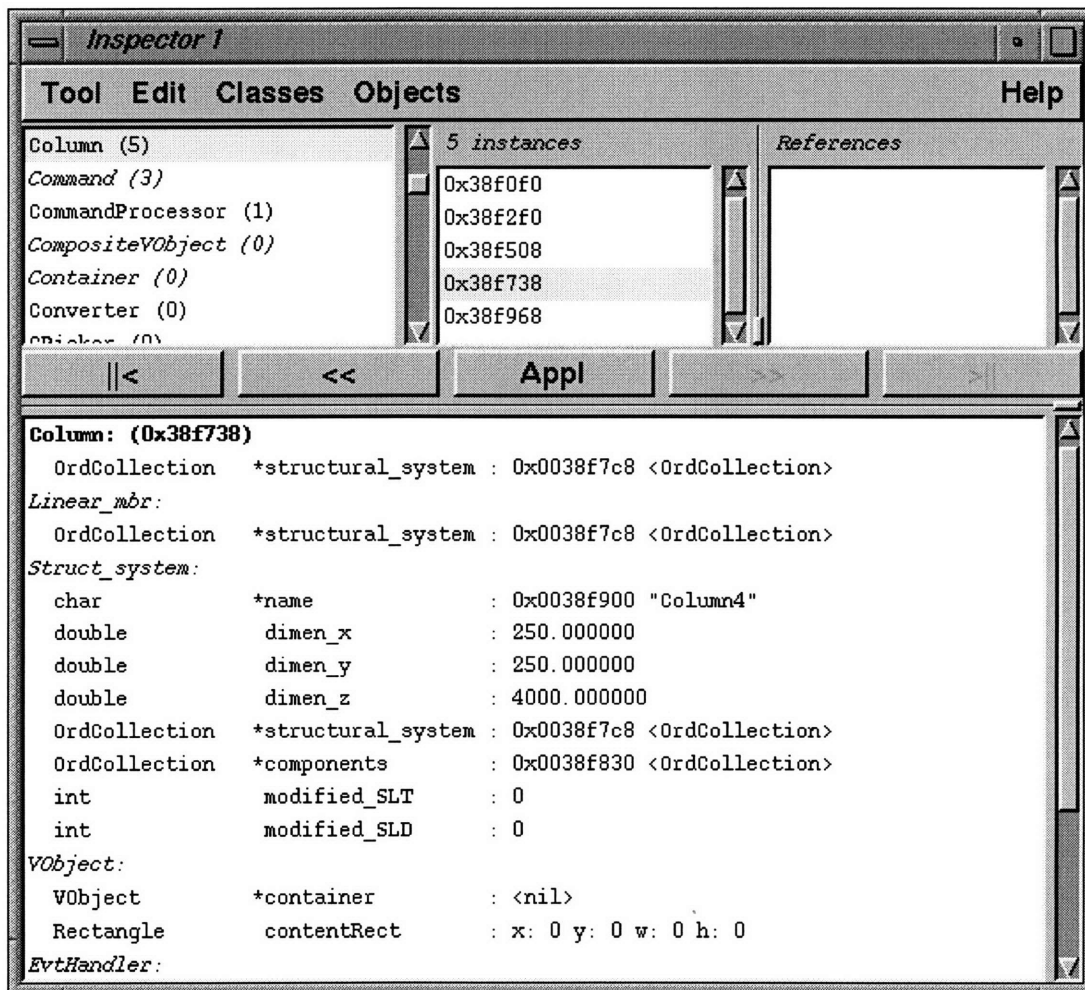 Inspector 1
Tool Edit Classes Objects Help
Column (5)
Command (3)
CommandProcessor (1)
CompositeVObject (0)
Container (0)
Converter (0)
5 instances
0x38f0f0
0x38f2f0
0x38f508
0x38f738
0x38f968
References
||< << Appl >> >||
Column: (0x38f738)
OrdCollection *structural_system : 0x0038f7c8 <OrdCollection>
Linear_mbr:
OrdCollection *structural_system : 0x0038f7c8 <OrdCollection>
Struct_system:
char *name : 0x0038f900 "Column4"
double dimen_x : 250.000000
double dimen_y : 250.000000
double dimen_z : 4000.000000
OrdCollection *structural_system : 0x0038f7c8 <OrdCollection>
OrdCollection *components : 0x0038f830 <OrdCollection>
int modified_SLT : 0
int modified_SLD : 0
VObject:
VObject *container : <nil>
Rectangle contentRect : x: 0 y: 0 w: 0 h: 0
EvtHandler: